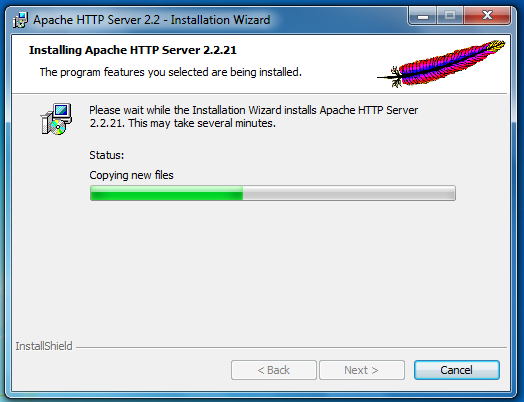 Apache HTTP Server 2.2 - Installation Wizard
Installing Apache HTTP Server 2.2.21
The program features you selected are being installed.
Please wait while the Installation Wizard installs Apache HTTP Server
2.2.21. This may take several minutes.
Status:
Copying new files
InstallShield
< Back
Next >
Cancel